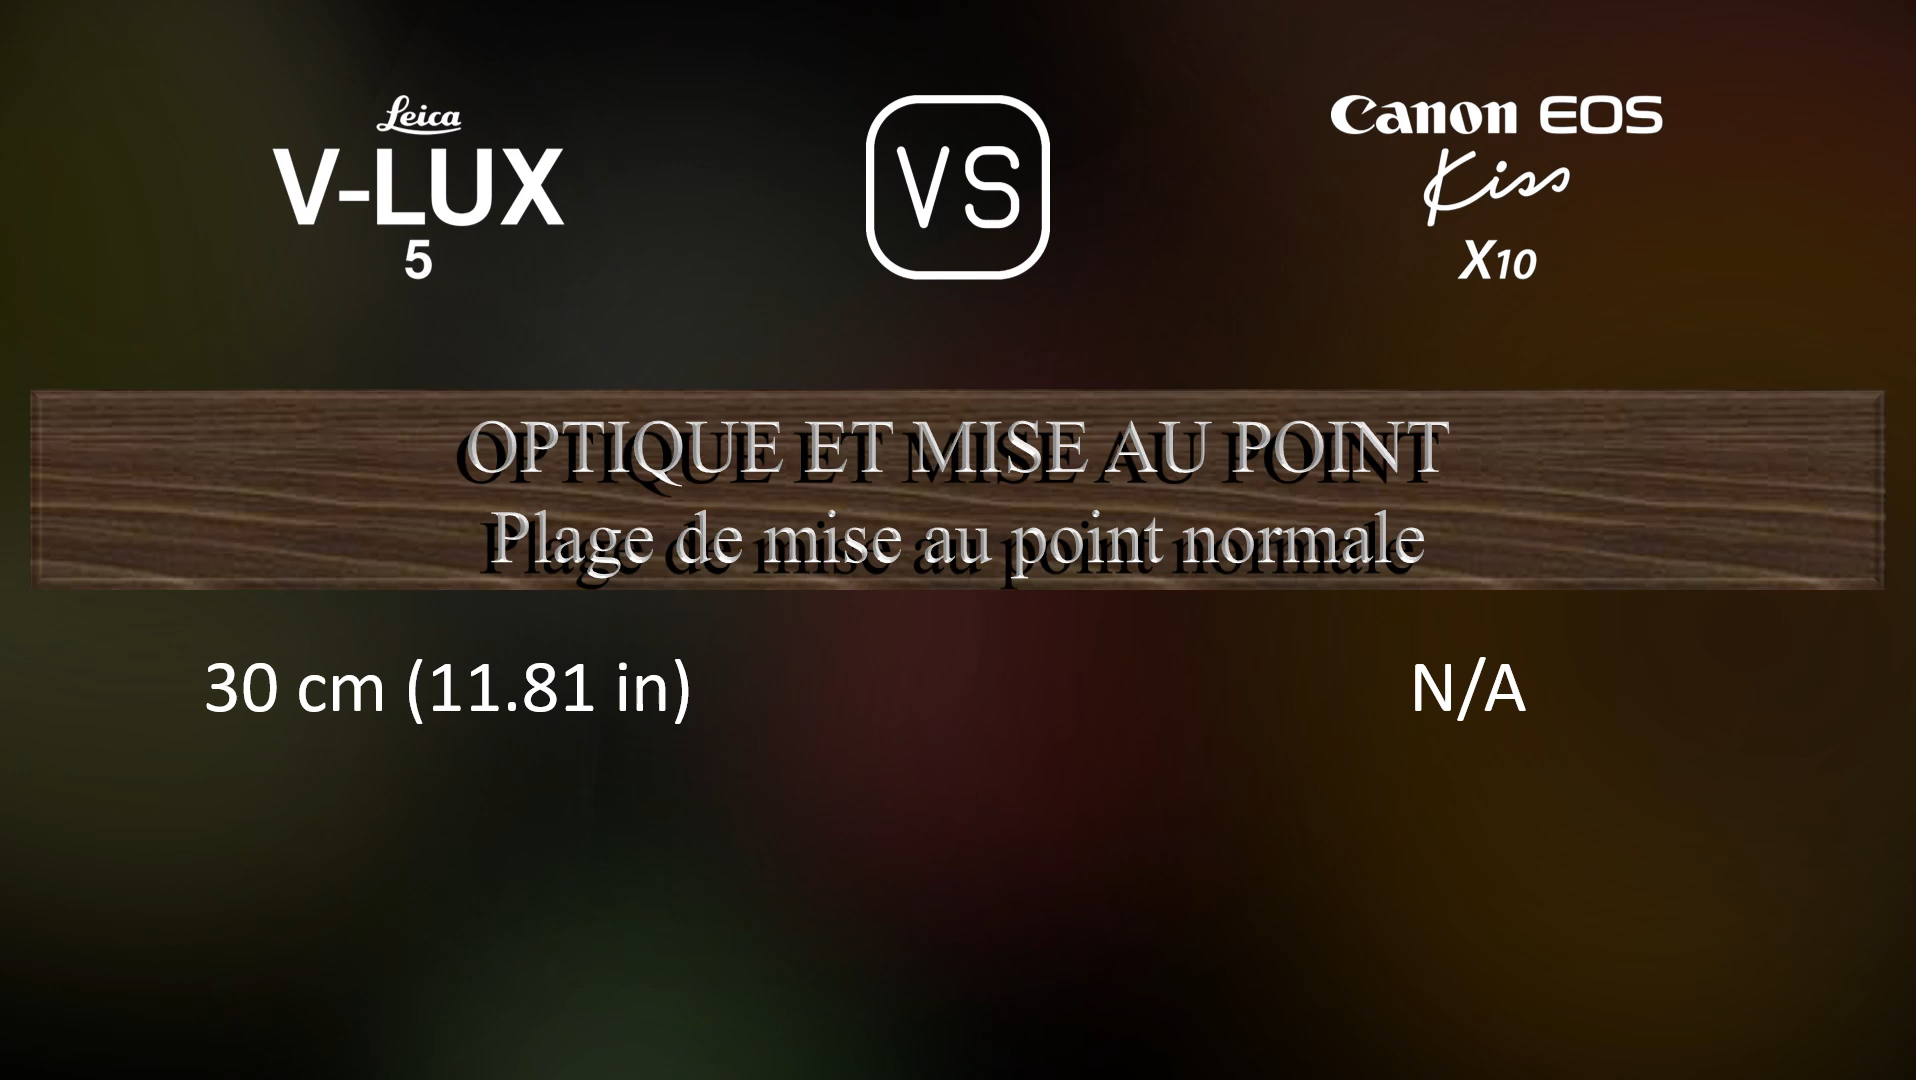 Leica
V-LUX
5
VS
Canon EOS
Kiss
X10
OPTIQUE ET MISE AU POINT
Plage de mise au point normale
30 cm (11.81 in)
N/A